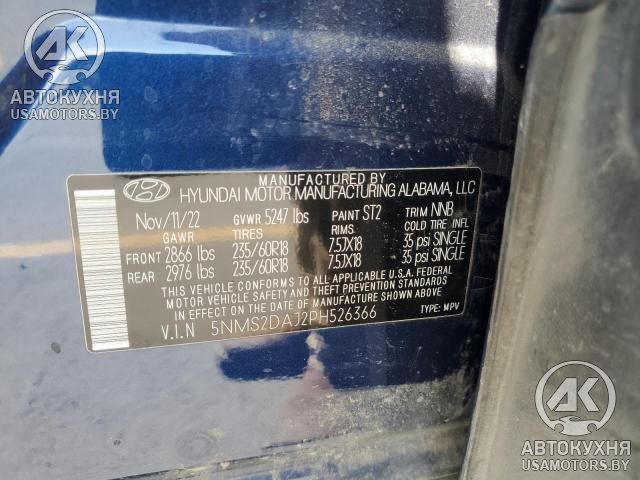 AK
АВТОКУХНЯ
USAMOTORS.BY
MANUFACTURED BY
HYUNDAI MOTOR MANUFACTURING ALABAMA, LLC
Nov/11/22 GVWR 5247 lbs PAINT ST2 TRIM NNB
GAWR TIRES RIMS COLD TIRE INFL
FRONT 2866 lbs 235/60R18 7.5JX18 35 psi SINGLE
REAR 2976 lbs 235/60R18 7.5JX18 35 psi SINGLE
THIS VEHICLE CONFORMS TO ALL APPLICABLE U.S.A. FEDERAL
MOTOR VEHICLE SAFETY AND THEFT PREVENTION STANDARDS
IN EFFECT ON THE DATE OF MANUFACTURE SHOWN ABOVE.
V.I.N 5NMS2DAJ2PH526366 TYPE: MPV
AK
АВТОКУХНЯ
USAMOTORS.BY